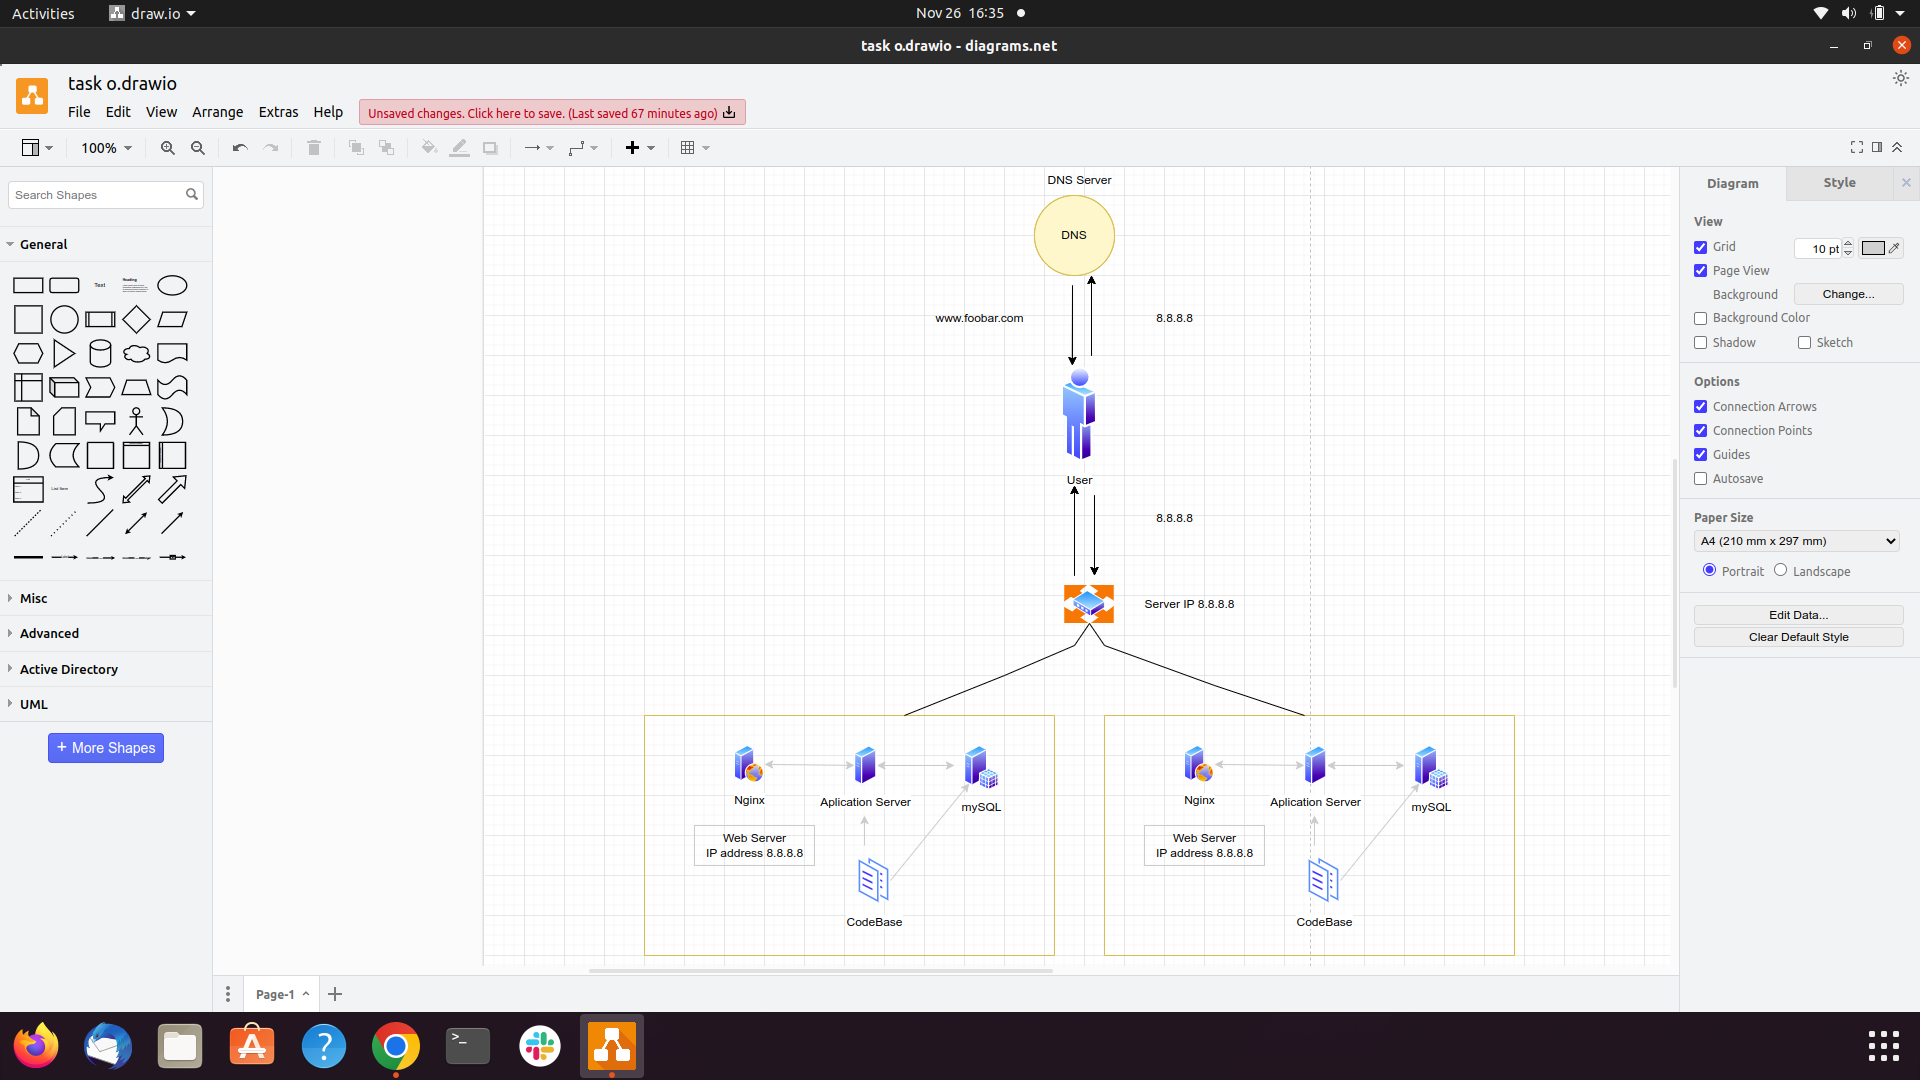 Activities
draw.io
Nov 26 16:35
task o.drawio - diagrams.net
task o.drawio
File Edit View Arrange Extras Help
Unsaved changes. Click here to save. (Last saved 67 minutes ago)
100%
Search Shapes
General
Text
Heading
List Item
Misc
Advanced
Active Directory
UML
+ More Shapes
DNS Server
DNS
www.foobar.com
8.8.8.8
User
8.8.8.8
Server IP 8.8.8.8
Nginx
Aplication Server
mySQL
Web Server
IP address 8.8.8.8
CodeBase
Nginx
Aplication Server
mySQL
Web Server
IP address 8.8.8.8
CodeBase
Page-1
Diagram
Style
View
Grid
10 pt
Page View
Background
Change...
Background Color
Shadow
Sketch
Options
Connection Arrows
Connection Points
Guides
Autosave
Paper Size
A4 (210 mm x 297 mm)
Portrait
Landscape
Edit Data...
Clear Default Style